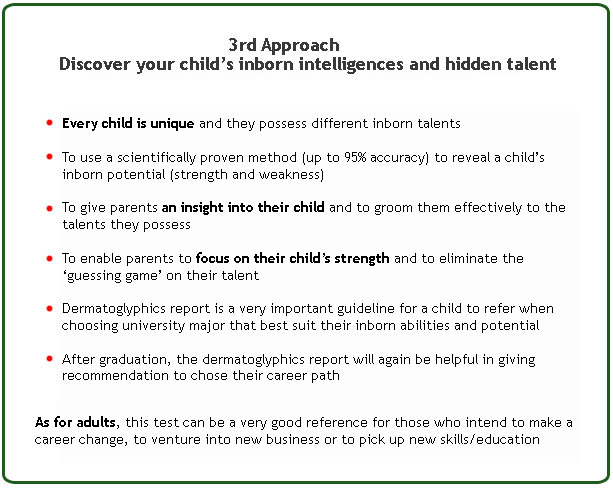 3rd Approach
Discover your child's inborn intelligences and hidden talent
Every child is unique and they possess different inborn talents
To use a scientifically proven method (up to 95% accuracy) to reveal a child's
inborn potential (strength and weakness)
To give parents an insight into their child and to groom them effectively to the
talents they possess
To enable parents to focus on their child's strength and to eliminate the
'guessing game' on their talent
Dermatoglyphics report is a very important guideline for a child to refer when
choosing university major that best suit their inborn abilities and potential
After graduation, the dermatoglyphics report will again be helpful in giving
recommendation to chose their career path
As for adults, this test can be a very good reference for those who intend to make a
career change, to venture into new business or to pick up new skills/education